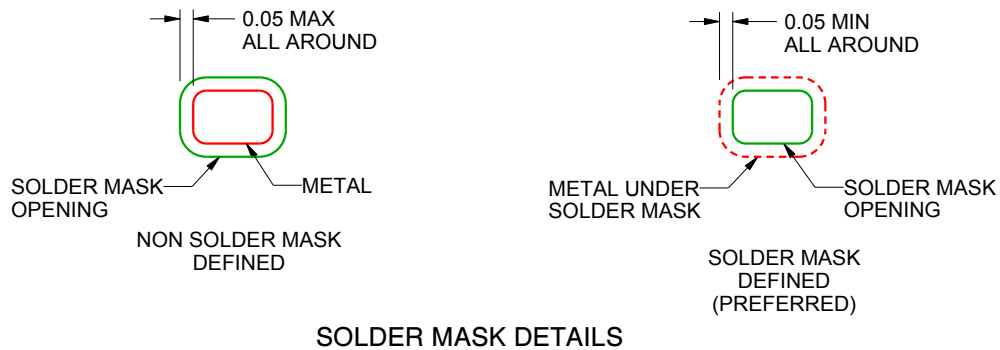 0.05 MAX
ALL AROUND
SOLDER MASK
OPENING
METAL
NON SOLDER MASK
DEFINED
0.05 MIN
ALL AROUND
METAL UNDER
SOLDER MASK
SOLDER MASK
OPENING
SOLDER MASK
DEFINED
(PREFERRED)
SOLDER MASK DETAILS